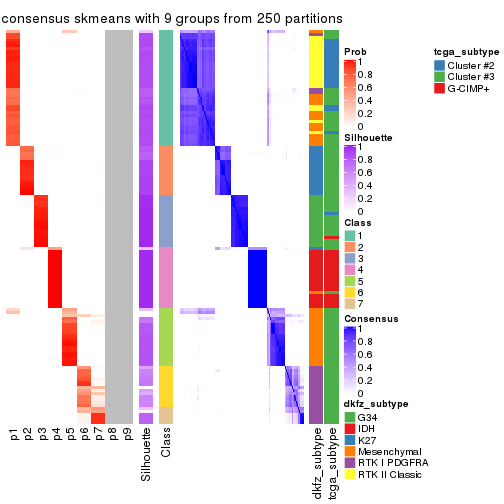 consensus skmeans with 9 groups from 250 partitions
Prob
1
0.8
0.6
0.4
0.2
0
Silhouette
1
0.8
0.6
0.4
0.2
0
Class
1
2
3
4
5
6
7
Consensus
1
0.8
0.6
0.4
0.2
0
dkfz_subtype
G34
IDH
K27
Mesenchymal
RTK I PDGFRA
RTK II Classic
tcga_subtype
Cluster #2
Cluster #3
G-CIMP+
p1
p2
p3
p4
p5
p6
p7
p8
p9
Silhouette
Class
dkfz_subtype
tcga_subtype